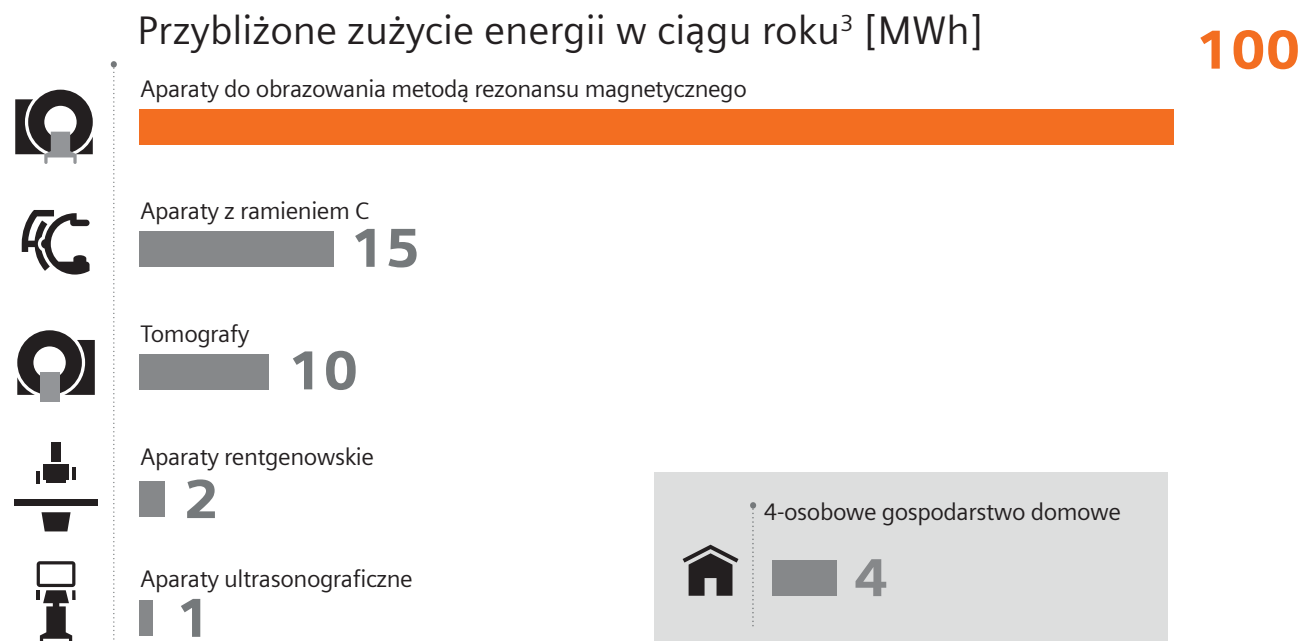 Przybliżone zużycie energii w ciągu roku³ [MWh]
100
Aparaty do obrazowania metodą rezonansu magnetycznego
Aparaty z ramieniem C
15
Tomografy
10
Aparaty rentgenowskie
2
4-osobowe gospodarstwo domowe
4
Aparaty ultrasonograficzne
1